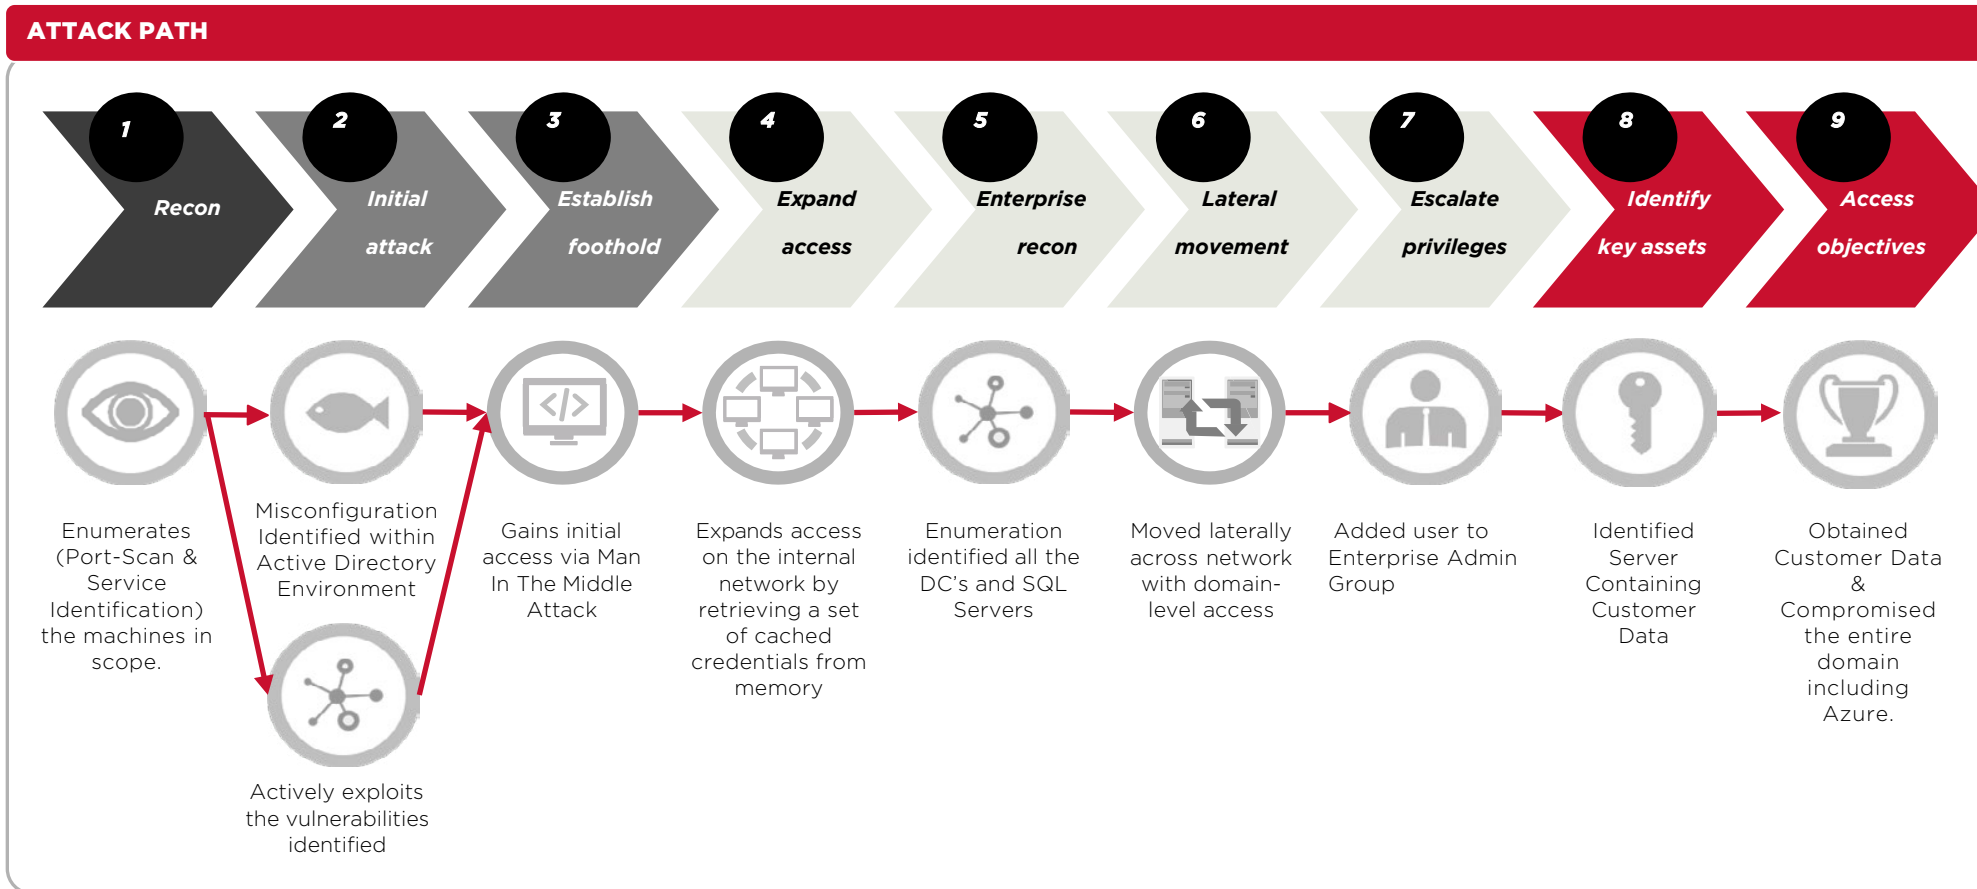 ATTACK PATH
1
Recon
2
Initial
attack
3
Establish
foothold
4
Expand
access
5
Enterprise
recon
6
Lateral
movement
7
Escalate
privileges
8
Identify
key assets
9
Access
objectives
</>
Enumerates
(Port-Scan &
Service
Identification)
the machines in
scope.
Misconfiguration
Identified within
Active Directory
Environment
Actively exploits
the vulnerabilities
identified
Gains initial
access via Man
In The Middle
Attack
Expands access
on the internal
network by
retrieving a set
of cached
credentials from
memory
Enumeration
identified all the
DC's and SQL
Servers
Moved laterally
across network
with domain-
level access
Added user to
Enterprise Admin
Group
Identified
Server
Containing
Customer
Data
Obtained
Customer Data
&
Compromised
the entire
domain
including
Azure.